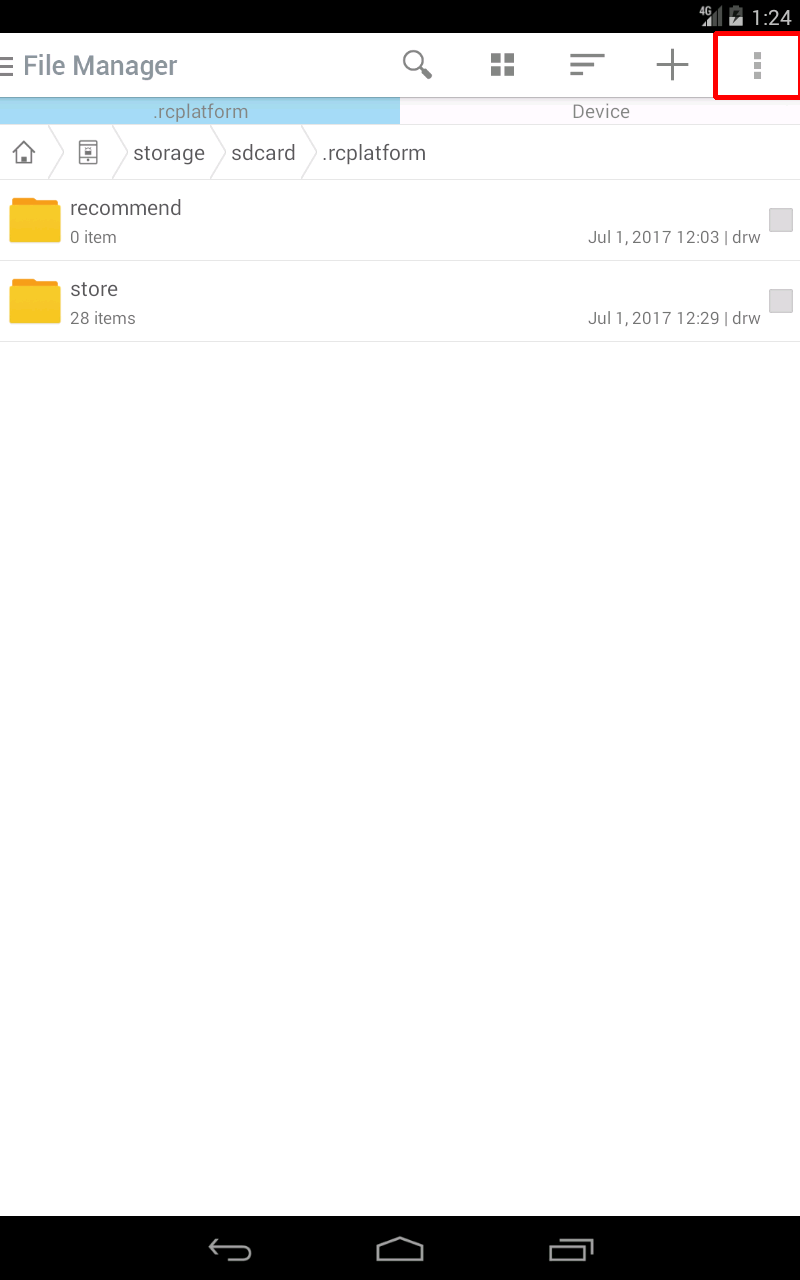 4G 1:24
File Manager
.rcplatform Device
storage sdcard .rcplatform
recommend
0 item Jul 1, 2017 12:03 | drw
store
28 items Jul 1, 2017 12:29 | drw